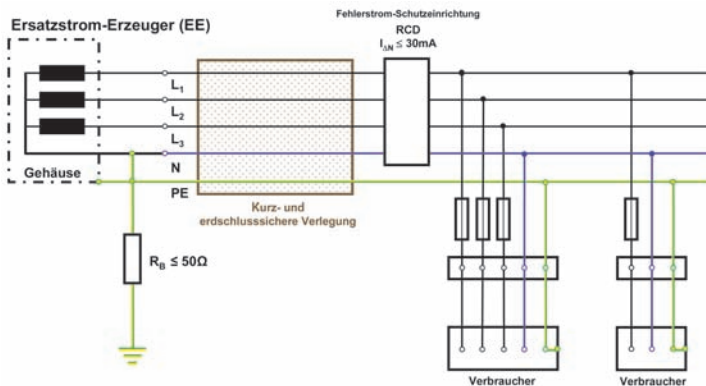 Ersatzstrom-Erzeuger (EE)
Fehlerstrom-Schutzeinrichtung
RCD
I∆N ≤ 30mA
L1
L2
L3
N
PE
Gehäuse
Kurz- und
erdschlusssichere Verlegung
RB ≤ 50Ω
Verbraucher
Verbraucher